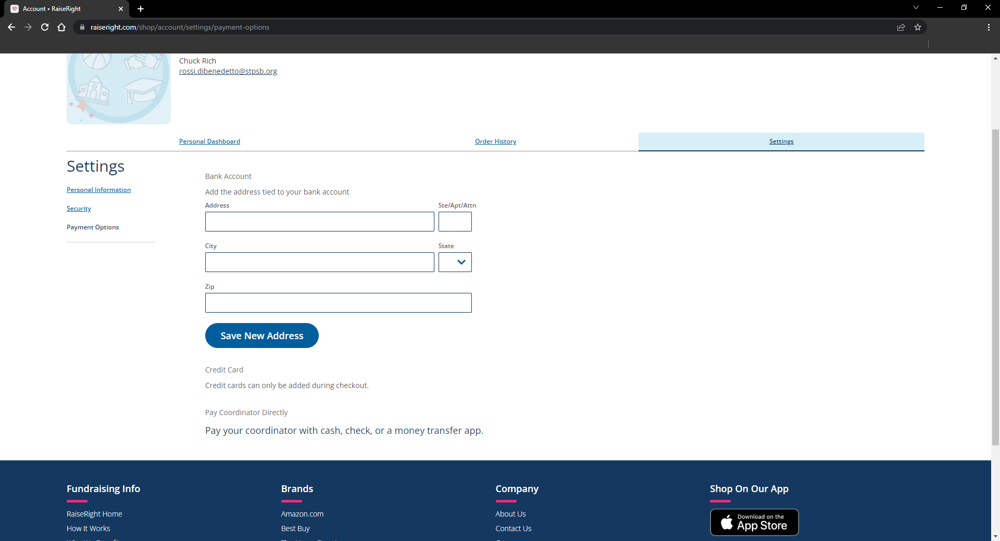 Account • RaiseRight
raiseright.com/shop/account/settings/payment-options
Chuck Rich
rossi.dibenedetto@stpsb.org
Personal Dashboard
Order History
Settings
Settings
Personal Information
Security
Payment Options
Bank Account
Add the address tied to your bank account
Address
Ste/Apt/Attn
City
State
Zip
Save New Address
Credit Card
Credit cards can only be added during checkout.
Pay Coordinator Directly
Pay your coordinator with cash, check, or a money transfer app.
Fundraising Info
RaiseRight Home
How It Works
Brands
Amazon.com
Best Buy
Company
About Us
Contact Us
Shop On Our App
Download on the
App Store